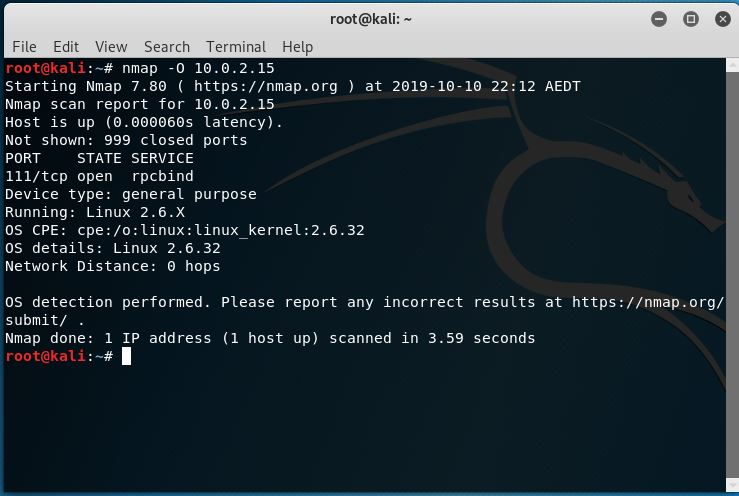 root@kali: ~
File Edit View Search Terminal Help
root@kali:~# nmap -O 10.0.2.15
Starting Nmap 7.80 ( https://nmap.org ) at 2019-10-10 22:12 AEDT
Nmap scan report for 10.0.2.15
Host is up (0.000060s latency).
Not shown: 999 closed ports
PORT    STATE SERVICE
111/tcp open  rpcbind
Device type: general purpose
Running: Linux 2.6.X
OS CPE: cpe:/o:linux:linux_kernel:2.6.32
OS details: Linux 2.6.32
Network Distance: 0 hops
OS detection performed. Please report any incorrect results at https://nmap.org/
submit/ .
Nmap done: 1 IP address (1 host up) scanned in 3.59 seconds
root@kali:~#